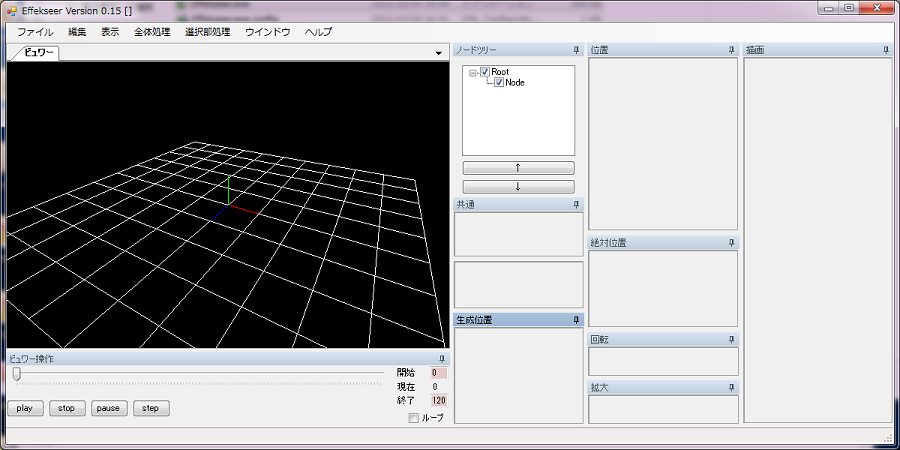 Effekseer Version 0.15 []
ファイル 編集 表示 全体処理 選択部処理 ウインドウ ヘルプ
ビュワー
ノードツリー
Root
Node
↑
↓
共通
生成位置
位置
絶対位置
回転
拡大
描画
ビュワー操作
開始 0
現在 0
終了 120
ループ
play stop pause step